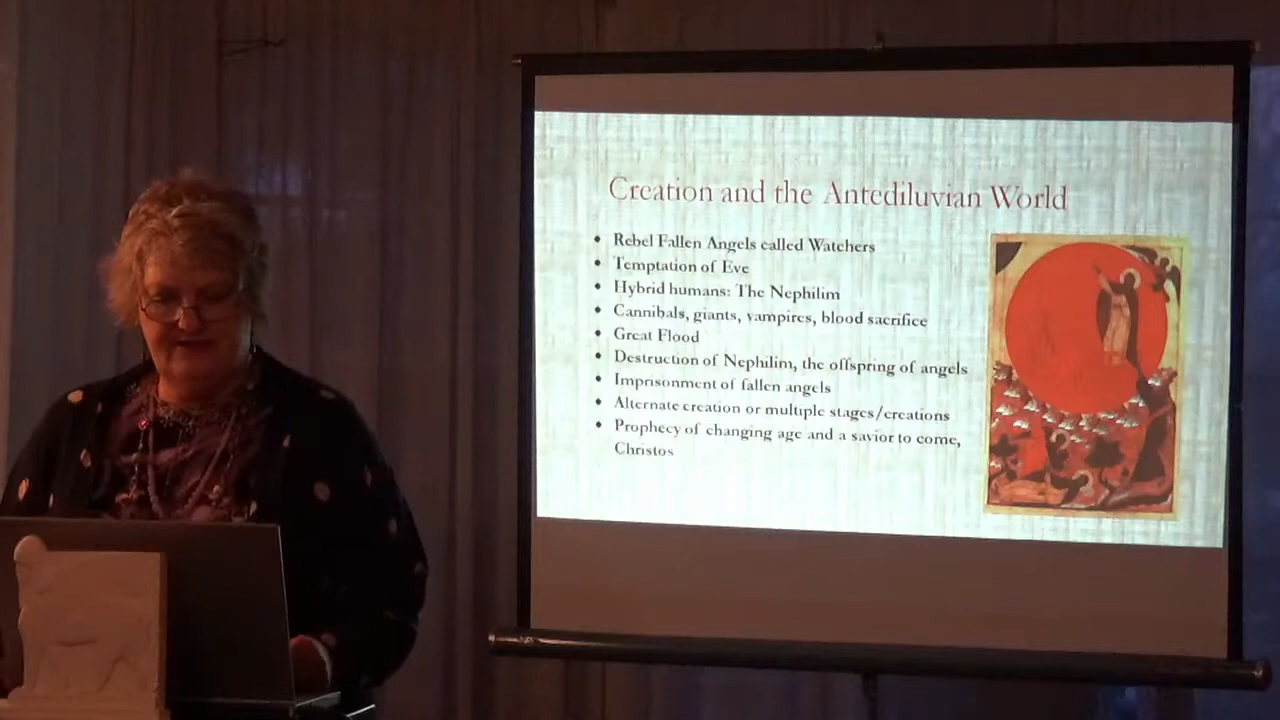 Creation and the Antediluvian World
• Rebel Fallen Angels called Watchers
• Temptation of Eve
• Hybrid humans: The Nephilim
• Cannibals, giants, vampires, blood sacrifice
• Great Flood
• Destruction of Nephilim, the offspring of angels
• Imprisonment of fallen angels
• Alternate creation or multiple stages/creations
• Prophecy of changing age and a savior to come,
Christos